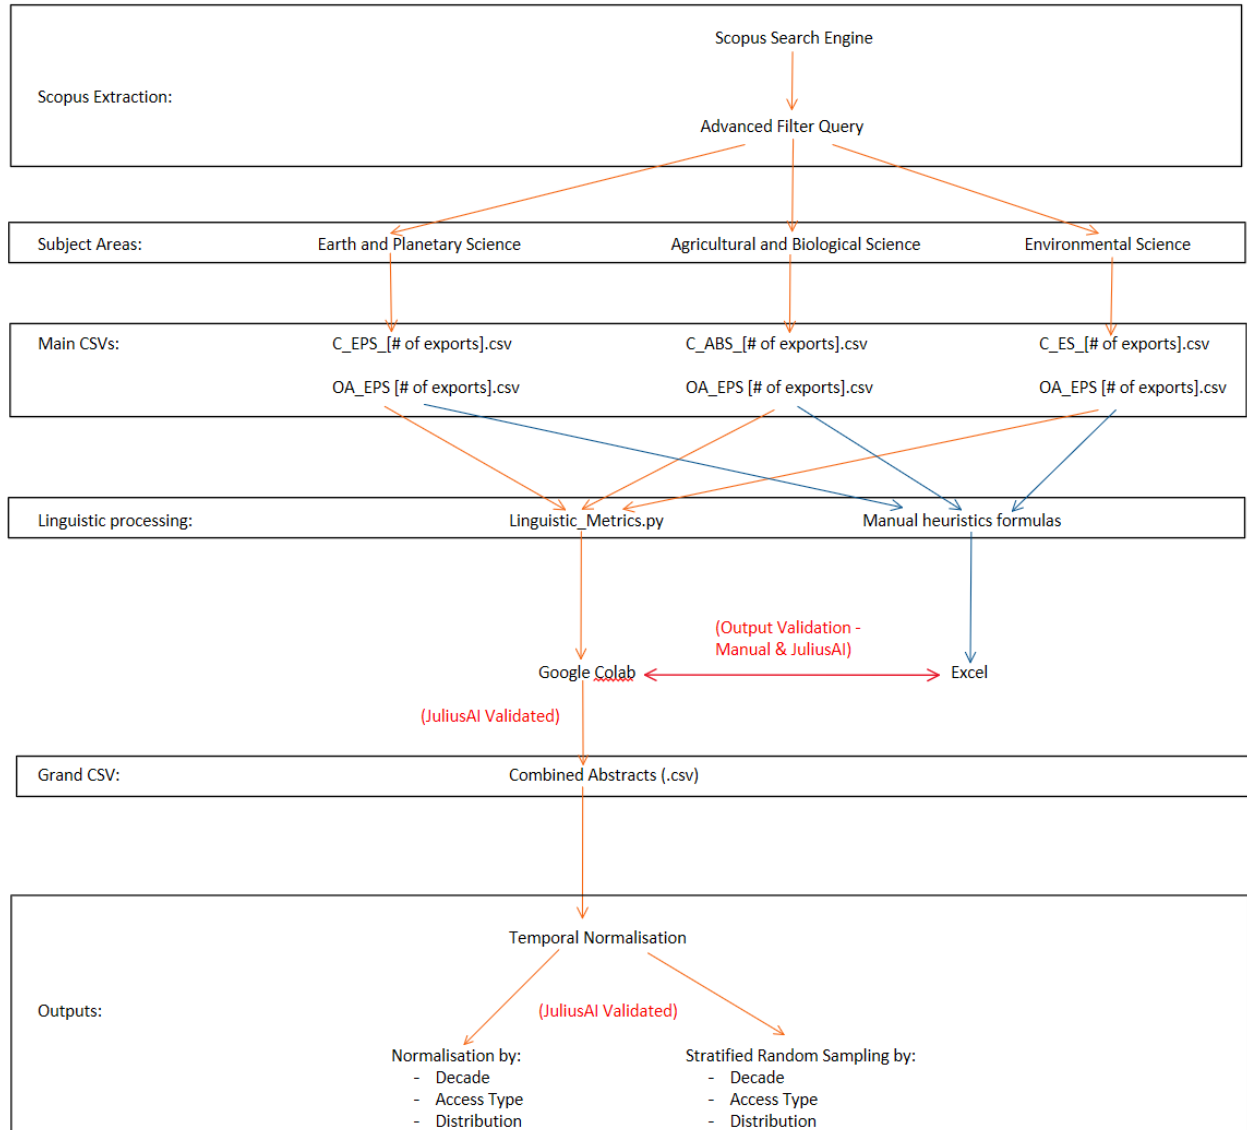 Scopus Search Engine
Scopus Extraction:
Advanced Filter Query
Subject Areas:
Earth and Planetary Science
Agricultural and Biological Science
Environmental Science
Main CSVs:
C_EPS_[# of exports].csv
C_ABS_[# of exports].csv
C_ES_[# of exports].csv
OA_EPS [# of exports].csv
OA_EPS [# of exports].csv
OA_EPS [# of exports].csv
Linguistic processing:
Linguistic_Metrics.py
Manual heuristics formulas
(Output Validation -
Manual & JuliusAI)
Google Colab
Excel
(JuliusAI Validated)
Grand CSV:
Combined Abstracts (.csv)
Temporal Normalisation
Outputs:
(JuliusAI Validated)
Normalisation by:
- Decade
- Access Type
- Distribution
Stratified Random Sampling by:
- Decade
- Access Type
- Distribution